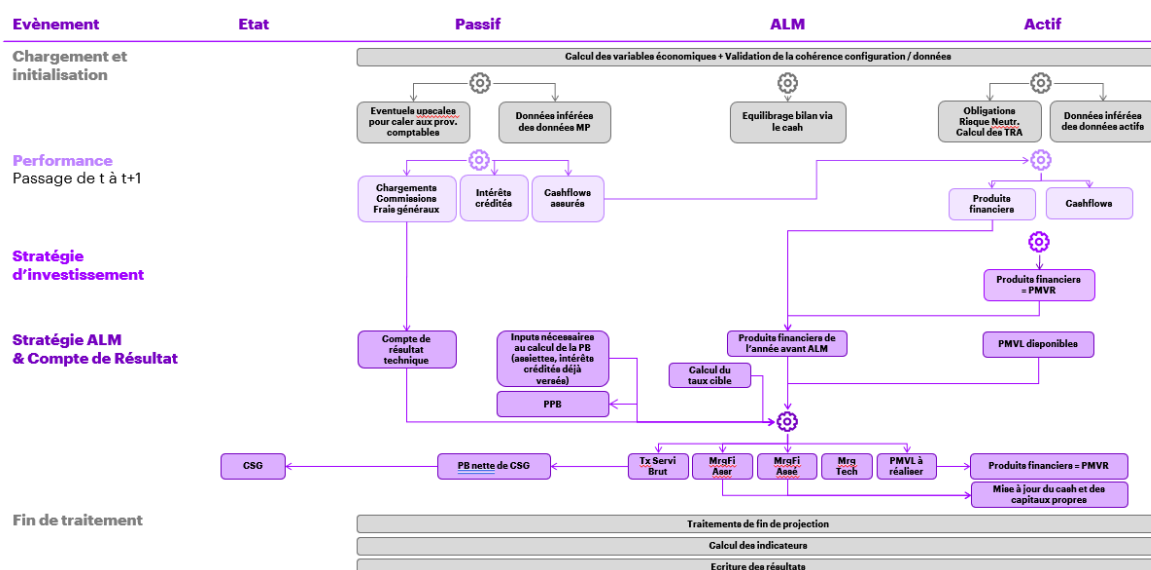 Evènement
Etat
Passif
ALM
Actif
Chargement et
initialisation
Calcul des variables économiques + Validation de la cohérence configuration / données
Eventuels upscales
pour caler aux prov.
comptables
Données inférées
des données MP
Equilibrage bilan via
le cash
Obligations
Risque Neutr.
Calcul des TRA
Données inférées
des données actifs
Performance
Passage de t à t+1
Chargements
Commissions
Frais généraux
Intérêts
crédités
Cashflows
assurés
Produits
financiers
Cashflows
Stratégie
d'investissement
Produits financiers
= PMVR
Stratégie ALM
& Compte de Résultat
Compte de
résultat
technique
Inputs nécessaires
au calcul de la PB
(assiettes, intérêts
crédités déjà
versés)
Produits financiers de
l'année avant ALM
PMVL disponibles
Calcul du
taux cible
PPB
CSG
PB nette de CSG
Tx Servi
Brut
MrgFi
Asser
MrgFi
Assé
Mrg
Tech
PMVL à
réaliser
Produits financiers = PMVR
Mise à jour du cash et des
capitaux propres
Fin de traitement
Traitements de fin de projection
Calcul des indicateurs
Ecriture des résultats